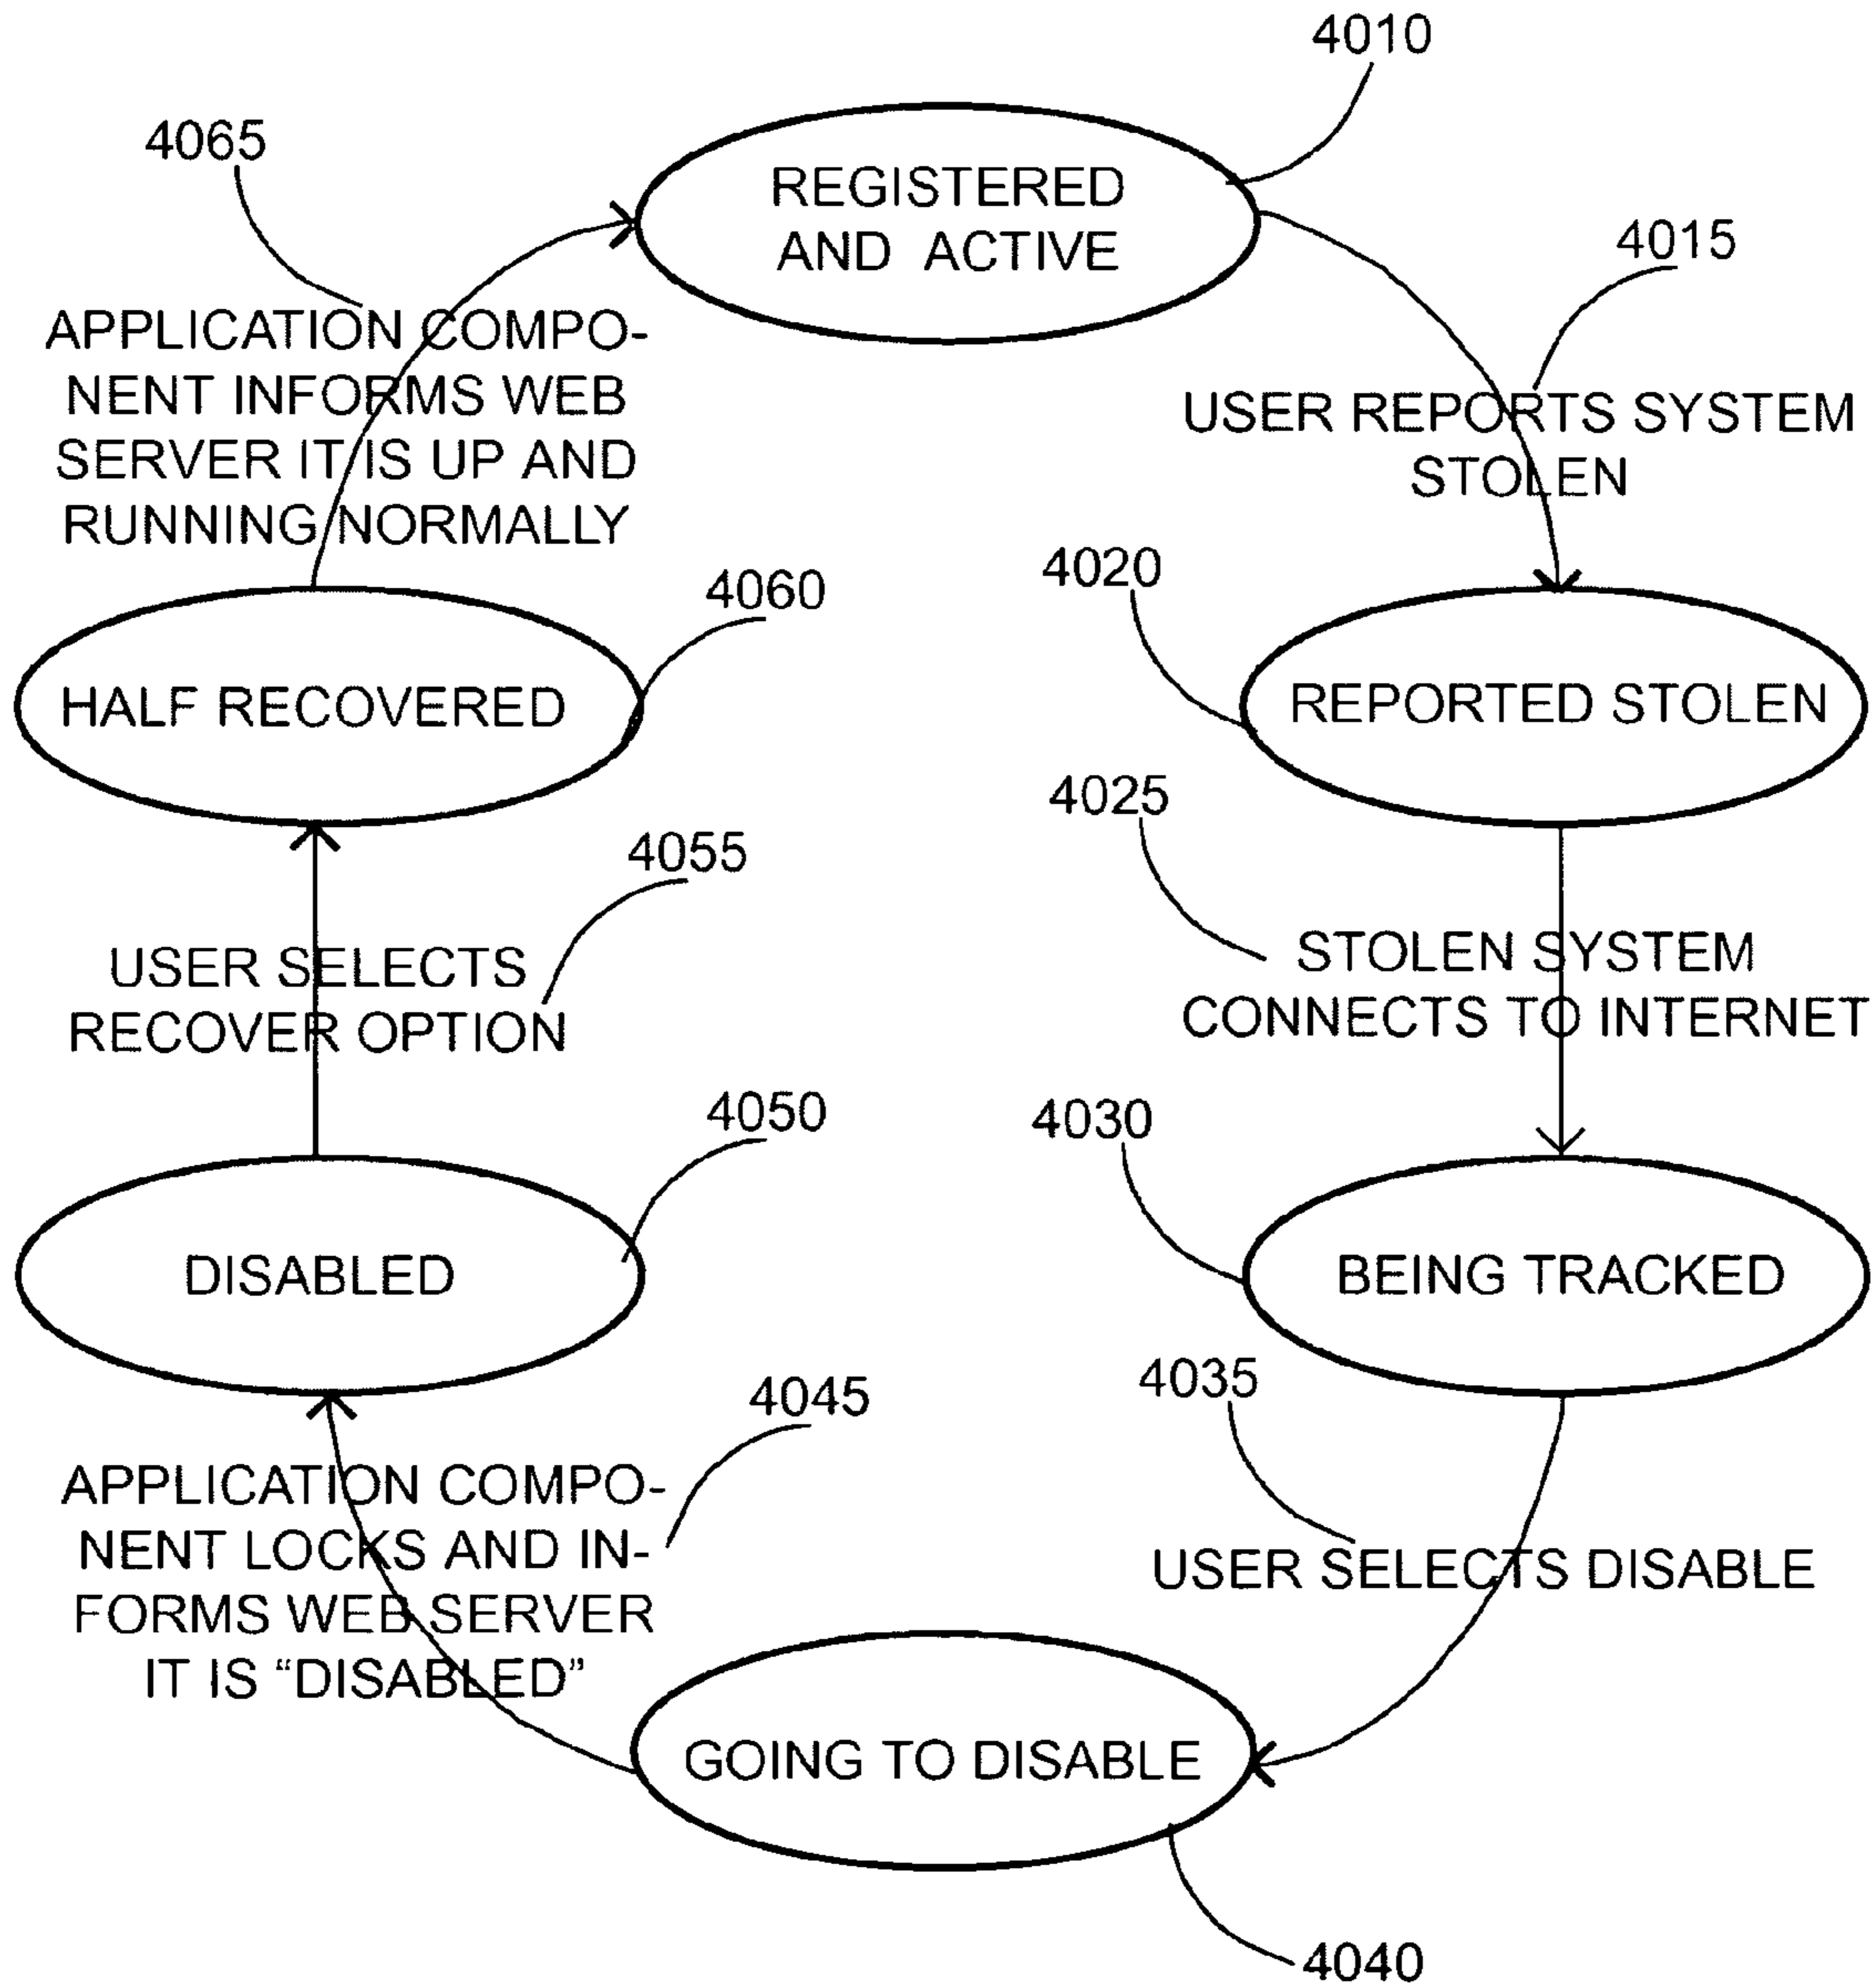 4010
4065
REGISTERED
AND ACTIVE
4015
APPLICATION COMPO-
NENT INFORMS WEB
SERVER IT IS UP AND
RUNNING NORMALLY
USER REPORTS SYSTEM
STOLEN
4020
4060
HALF RECOVERED
REPORTED STOLEN
4025
4055
STOLEN SYSTEM
CONNECTS TO INTERNET
USER SELECTS
RECOVER OPTION
4050
4030
DISABLED
BEING TRACKED
4035
4045
APPLICATION COMPO-
NENT LOCKS AND IN-
FORMS WEB SERVER
IT IS “DISABLED”
USER SELECTS DISABLE
GOING TO DISABLE
4040